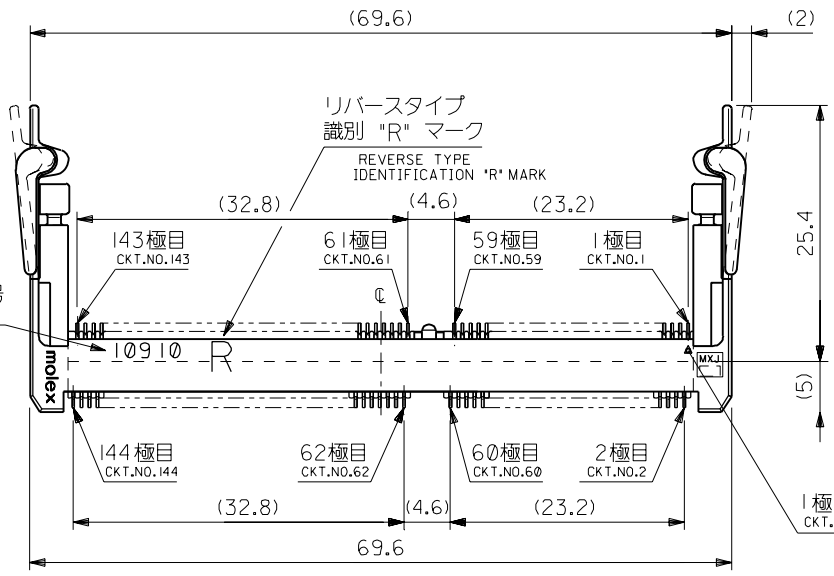 (69.6)
(2)
リバースタイプ
識別 "R" マーク
REVERSE TYPE
IDENTIFICATION "R" MARK
(32.8)
(4.6)
(23.2)
25.4
143極目
CKT.NO.143
61極目
CKT.NO.61
59極目
CKT.NO.59
1極目
CKT.NO.1
号
℄
10910
R
molex
MXJ
(5)
144極目
CKT.NO.144
62極目
CKT.NO.62
60極目
CKT.NO.60
2極目
CKT.NO.2
1極
CKT.
(32.8)
(4.6)
(23.2)
69.6